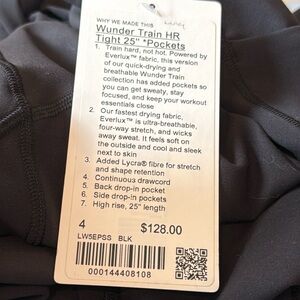 WHY WE MADE THIS
Wunder Train HR
Tight 25" *Pockets
1. Train hard, not hot. Powered by
Everlux™ fabric, this version
of our quick-drying and
breathable Wunder Train
collection has added pockets so
you can get sweaty, stay
focused, and keep your workout
essentials close
2. Our fastest drying fabric,
Everlux™ is ultra-breathable,
four-way stretch, and wicks
away sweat. It feels soft on
the outside and cool and sleek
next to skin
3. Added Lycra® fibre for stretch
and shape retention
4. Continuous drawcord
5. Back drop-in pocket
6. Side drop-in pockets
7. High rise, 25" length
4 $128.00
LW5EPSS BLK
000144408108